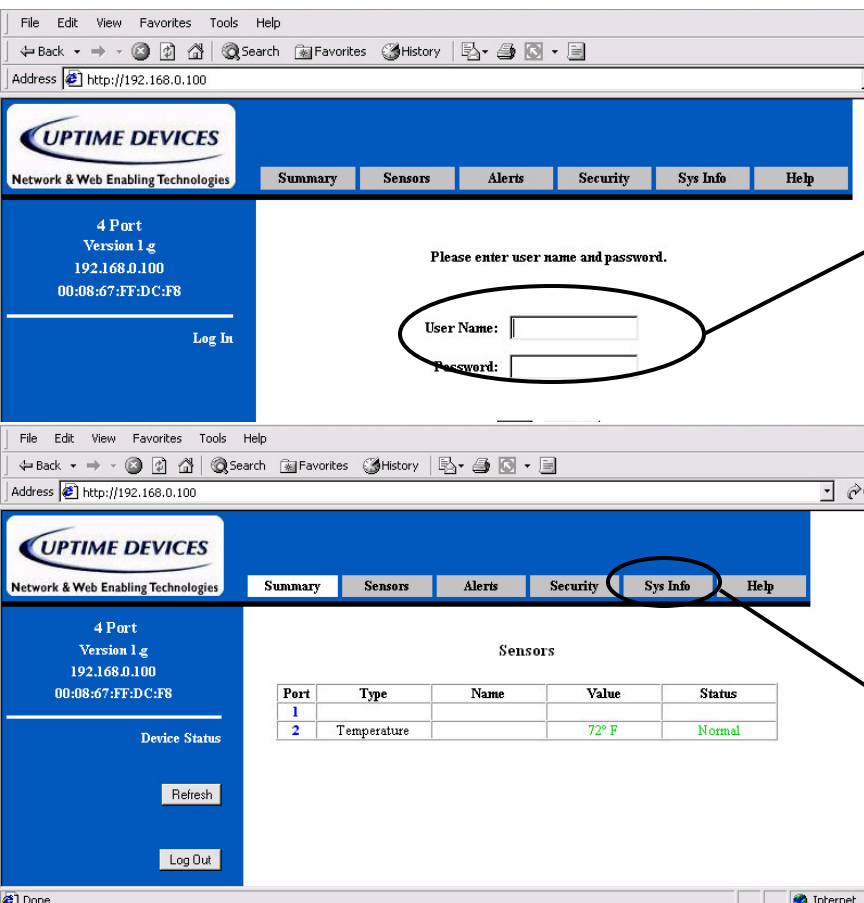 File Edit View Favorites Tools Help
Back Search Favorites History
Address http://192.168.0.100
UPTIME DEVICES
Network & Web Enabling Technologies
Summary Sensors Alerts Security Sys Info Help
4 Port
Version 1.g
192.168.0.100
00:08:67:FF:DC:F8
Log In
Please enter user name and password.
User Name:
Password:
File Edit View Favorites Tools Help
Back Search Favorites History
Address http://192.168.0.100
UPTIME DEVICES
Network & Web Enabling Technologies
Summary Sensors Alerts Security Sys Info Help
4 Port
Version 1.g
192.168.0.100
00:08:67:FF:DC:F8
Device Status
Refresh
Log Out
Sensors
Port Type Name Value Status
1
2 Temperature 72° F Normal
Done Internet